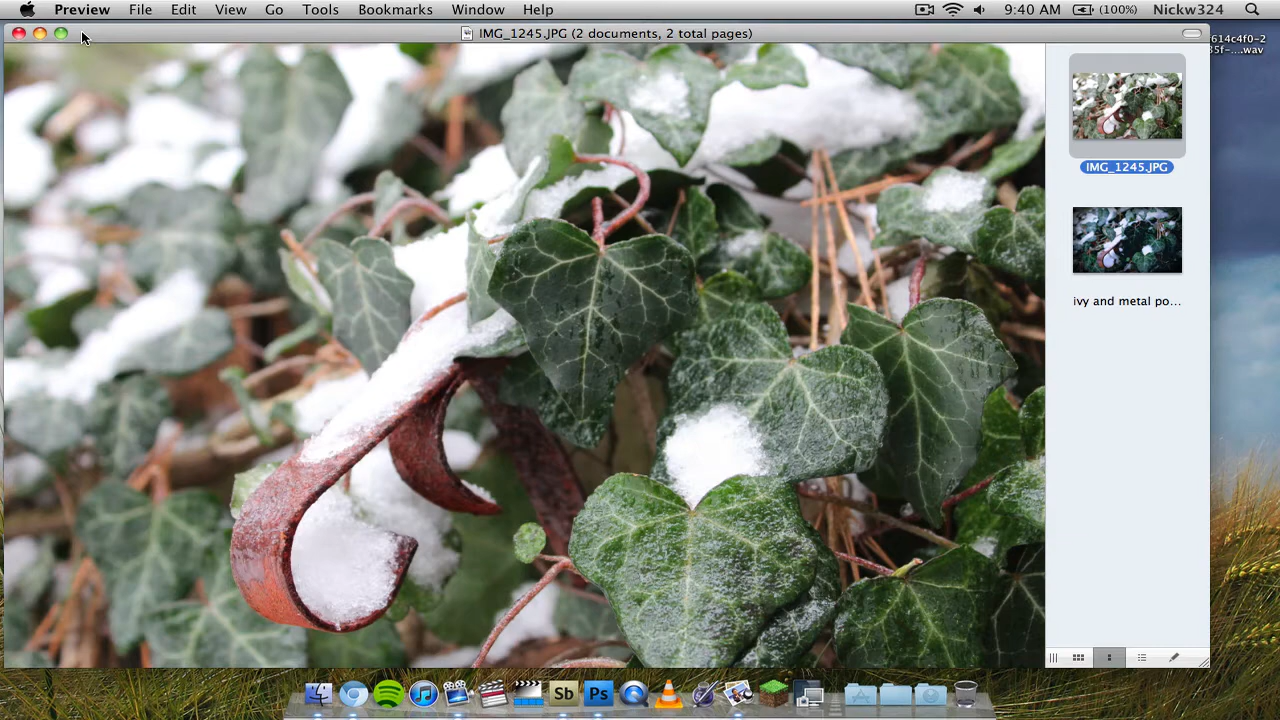 Preview File Edit View Go Tools Bookmarks Window Help 9:40 AM (100%) Nickw324
IMG_1245.JPG (2 documents, 2 total pages)
614c4f0-2
...wav
IMG_1245.JPG
ivy and metal po...
Sb Ps